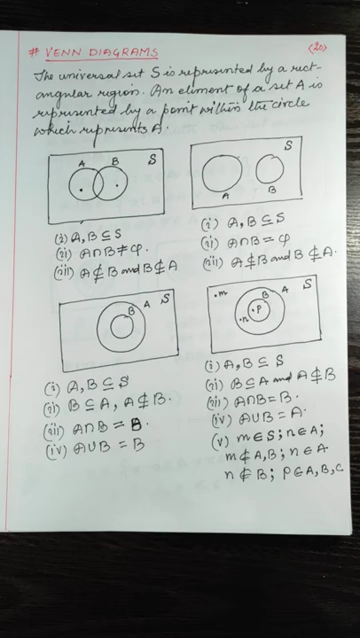 # VENN DIAGRAMS (20)
The universal set S is represented by a rect-
angular region. An element of a set A is
represented by a point within the circle
which represents A.
A B S
S
A B
(i) A, B ⊆ S
(ii) A∩B ≠ φ.
(iii) A ⊈ B and B ⊈ A
(i) A, B ⊆ S
(ii) A∩B = φ
(iii) A ⊈ B and B ⊈ A.
B A S
.m B A S
.n .p
(i) A, B ⊆ S
(ii) B ⊆ A, A ⊈ B.
(iii) A∩B = B.
(iv) A∪B = B
(i) A, B ⊆ S
(ii) B ⊆ A and A ⊈ B
(iii) A∩B = B.
(iv) A∪B = A.
(v) m ∈ S; n ∈ A;
m ∉ A, B; n ∈ A
n ∉ B; p ∈ A, B, C